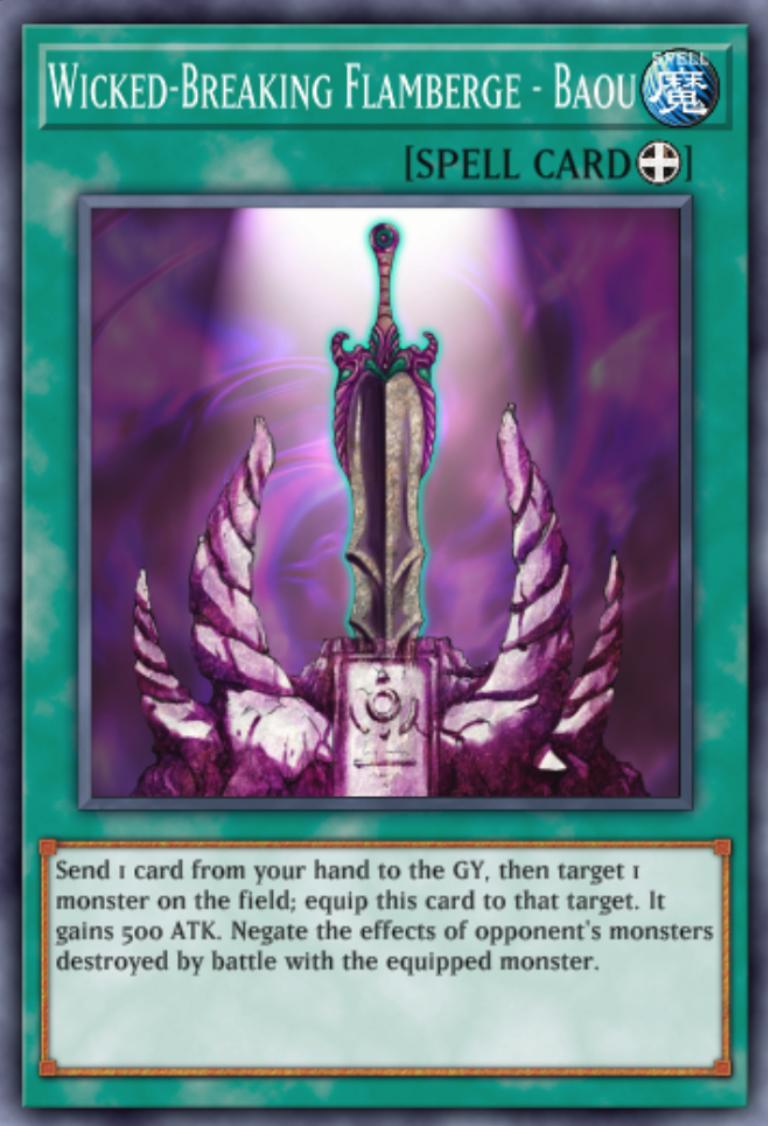 Wicked-Breaking Flamberge - Baou
SPELL
魔
[SPELL CARD]
Send 1 card from your hand to the GY, then target 1
monster on the field; equip this card to that target. It
gains 500 ATK. Negate the effects of opponent's monsters
destroyed by battle with the equipped monster.